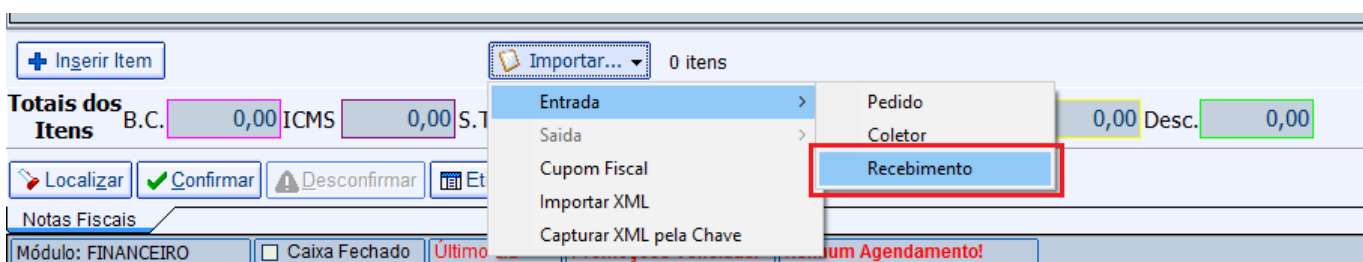 Inserir Item
Importar... 0 itens
Entrada
Pedido
Totais dos Itens B.C. 0,00 ICMS 0,00 S.T 0,00 Desc. 0,00
Saida
Coletor
Cupom Fiscal
Recebimento
Localizar Confirmar Desconfirmar
Importar XML
Notas Fiscais
Capturar XML pela Chave
Módulo: FINANCEIRO Caixa Fechado Último Agendamento!